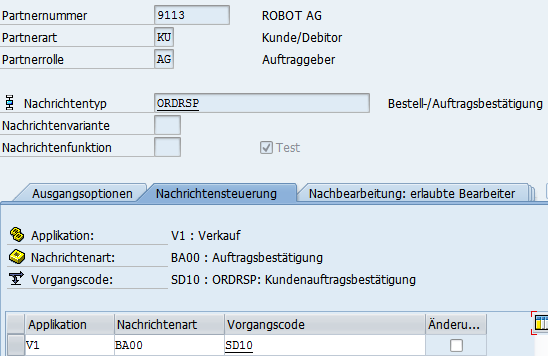 Partnernummer 9113 ROBOT AG
Partnerart KU Kunde/Debitor
Partnerrolle AG Auftraggeber
Nachrichtentyp ORDRSP Bestell-/Auftragsbestätigung
Nachrichtenvariante
Nachrichtenfunktion Test
Ausgangsoptionen Nachrichtensteuerung Nachbearbeitung: erlaubte Bearbeiter
Applikation: V1 : Verkauf
Nachrichtenart: BA00 : Auftragsbestätigung
Vorgangscode: SD10 : ORDRSP: Kundenauftragsbestätigung
Applikation Nachrichtenart Vorgangscode Änderu...
V1 BA00 SD10